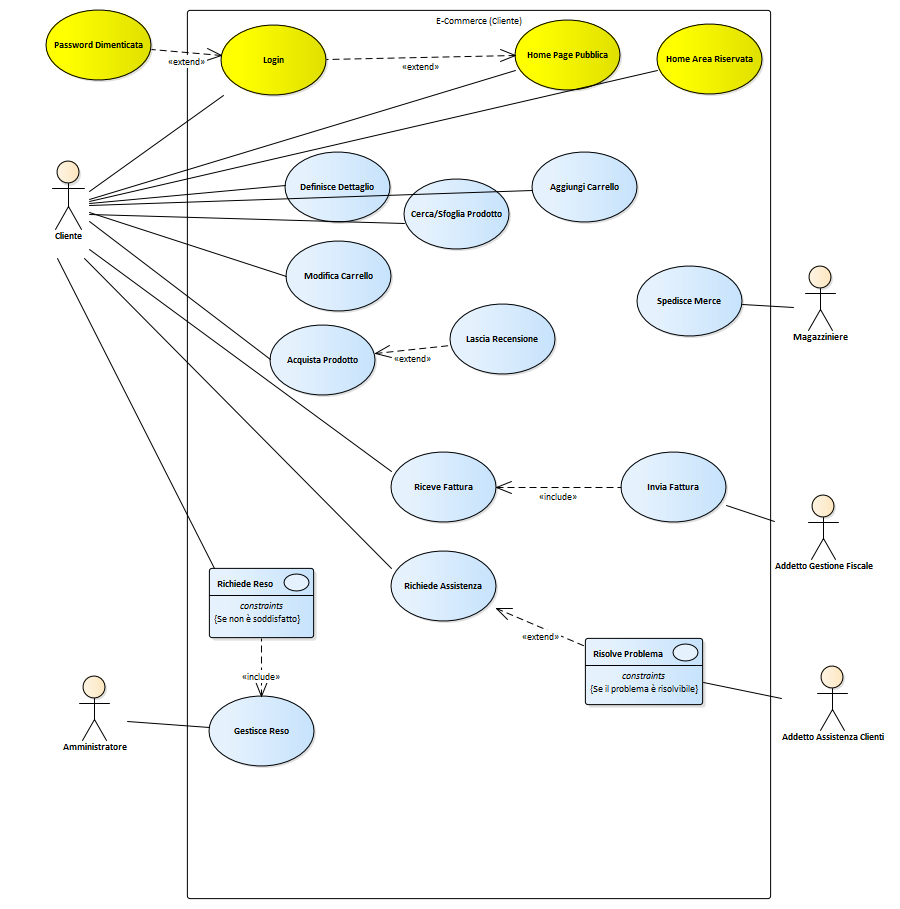 E-Commerce (Cliente)
Password Dimenticata
«extend»
Login
«extend»
Home Page Pubblica
Home Area Riservata
Cliente
Definisce Dettaglio
Cerca/Sfoglia Prodotto
Aggiungi Carrello
Modifica Carrello
Spedisce Merce
Magazziniere
Acquista Prodotto
«extend»
Lascia Recensione
Riceve Fattura
«include»
Invia Fattura
Addetto Gestione Fiscale
Richiede Reso
constraints
{Se non è soddisfatto}
Richiede Assistenza
«extend»
Risolve Problema
constraints
{Se il problema è risolvibile}
Addetto Assistenza Clienti
«include»
Amministratore
Gestisce Reso